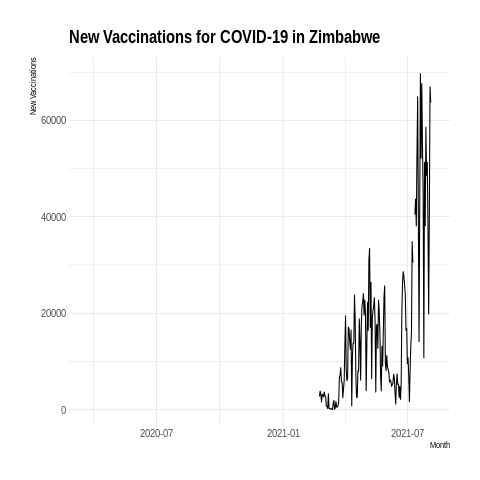 New Vaccinations for COVID-19 in Zimbabwe
New Vaccinations
60000
40000
20000
0
2020-07
2021-01
2021-07
Month